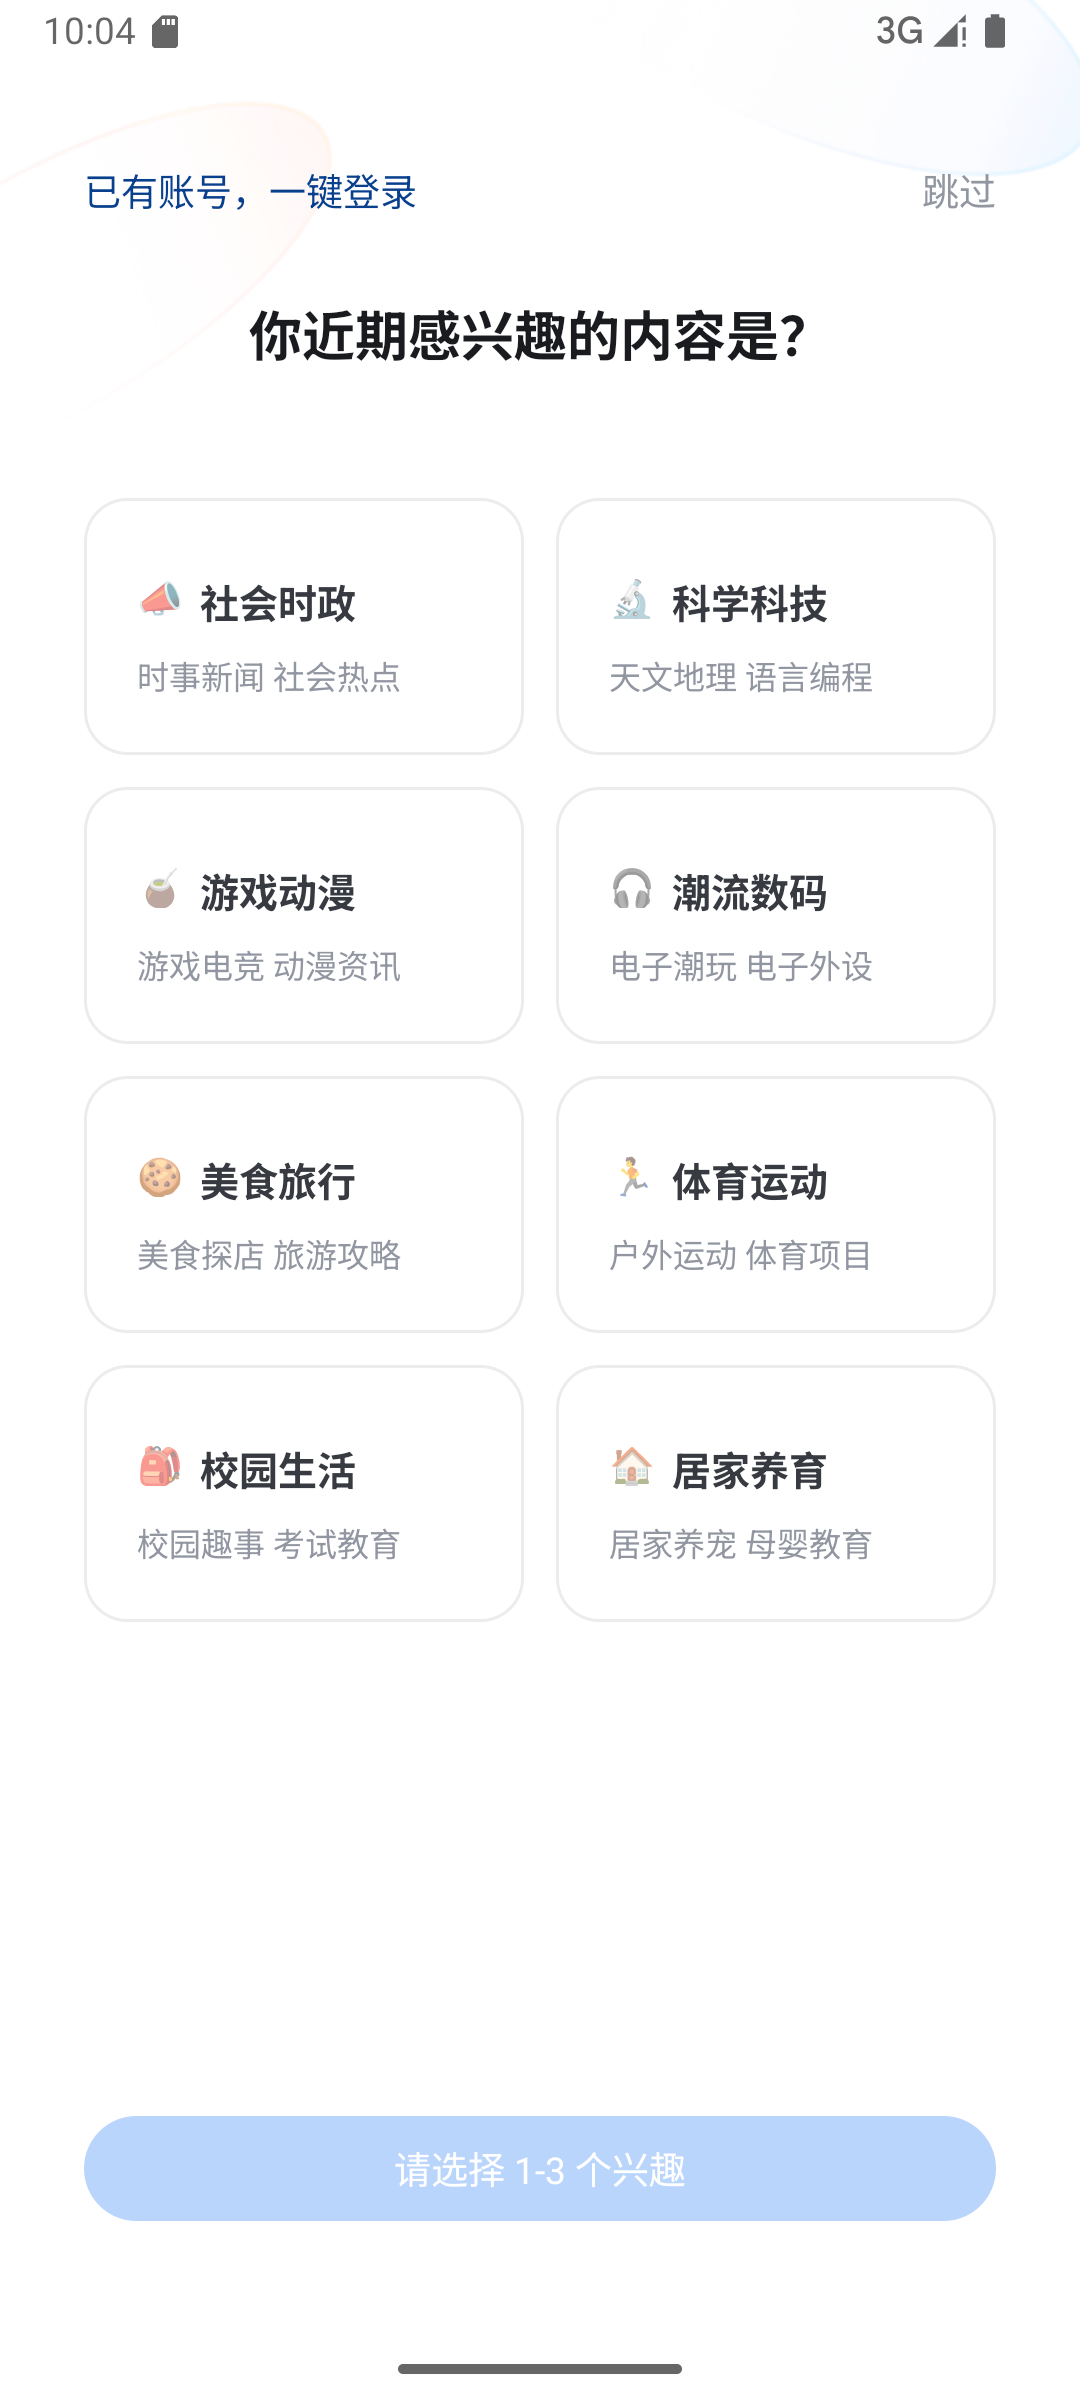 10:04
3G
已有账号，一键登录
跳过
你近期感兴趣的内容是？
社会时政
时事新闻 社会热点
科学科技
天文地理 语言编程
游戏动漫
游戏电竞 动漫资讯
潮流数码
电子潮玩 电子外设
美食旅行
美食探店 旅游攻略
体育运动
户外运动 体育项目
校园生活
校园趣事 考试教育
居家养育
居家养宠 母婴教育
请选择 1-3 个兴趣